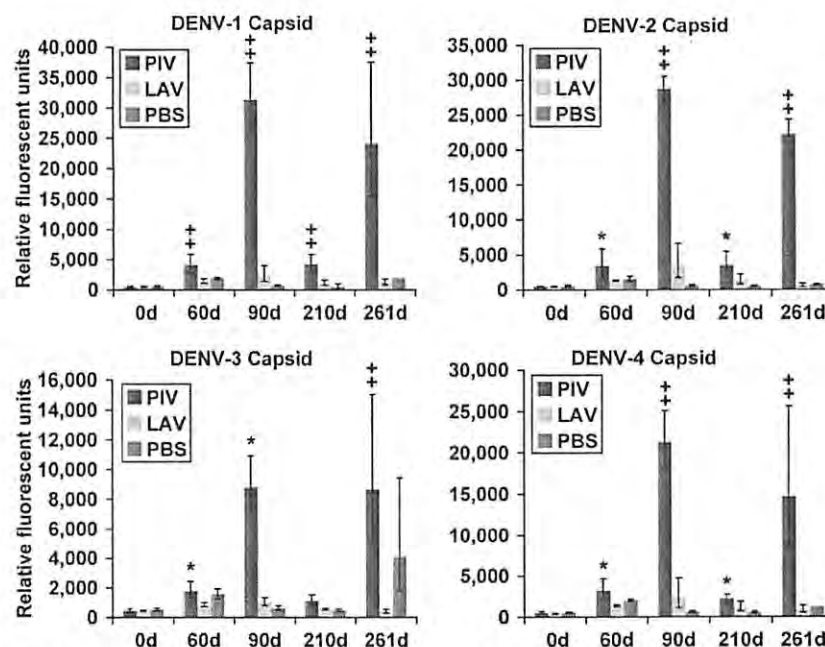 DENV-1 Capsid
Relative fluorescent units
40,000
35,000
30,000
25,000
20,000
15,000
10,000
5,000
0
PIV
LAV
PBS
‡ ‡ ‡ ‡
0d 60d 90d 210d 261d
DENV-2 Capsid
35,000
30,000
25,000
20,000
15,000
10,000
5,000
0
PIV
LAV
PBS
* ‡ * ‡
0d 60d 90d 210d 261d
DENV-3 Capsid
Relative fluorescent units
16,000
14,000
12,000
10,000
8,000
6,000
4,000
2,000
0
PIV
LAV
PBS
* * ‡
0d 60d 90d 210d 261d
DENV-4 Capsid
30,000
25,000
20,000
15,000
10,000
5,000
0
PIV
LAV
PBS
* ‡ * ‡
0d 60d 90d 210d 261d